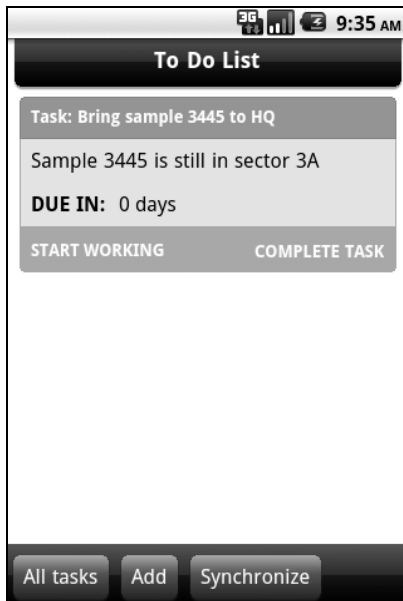 3G 9:35 AM
To Do List
Task: Bring sample 3445 to HQ
Sample 3445 is still in sector 3A
DUE IN: 0 days
START WORKING COMPLETE TASK
All tasks Add Synchronize